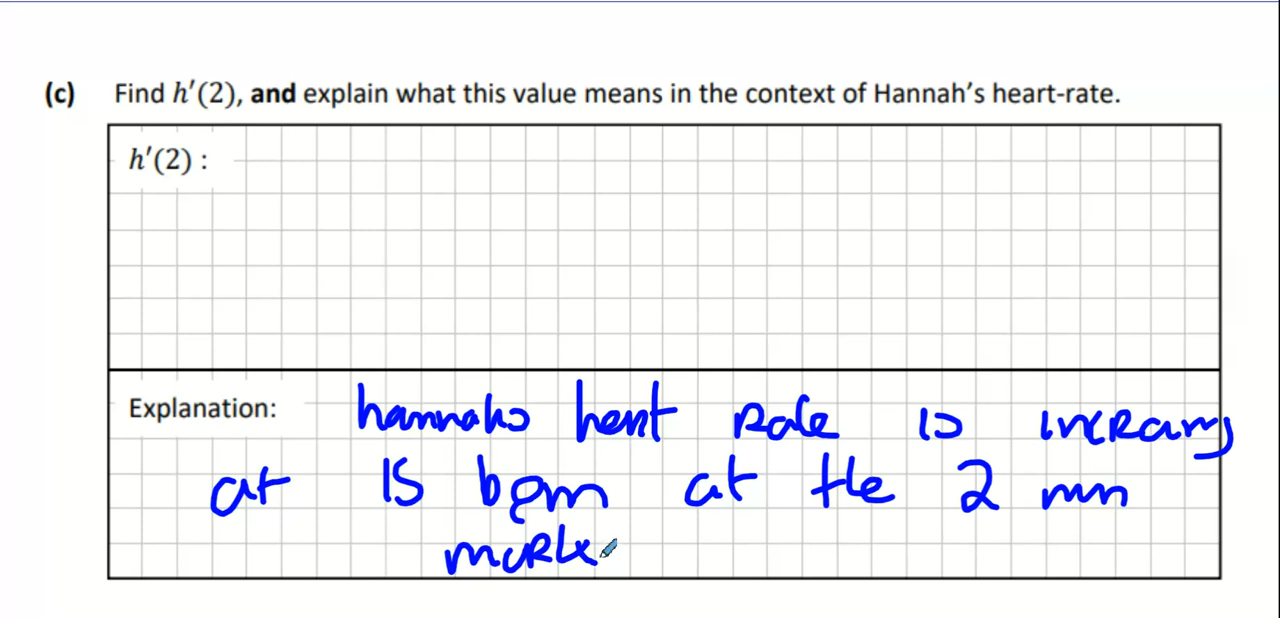 (c) Find h′(2), and explain what this value means in the context of Hannah's heart-rate.
h′(2) :
Explanation: hannahs heart Rate is increasing
at 15 bpm at the 2 min
mark